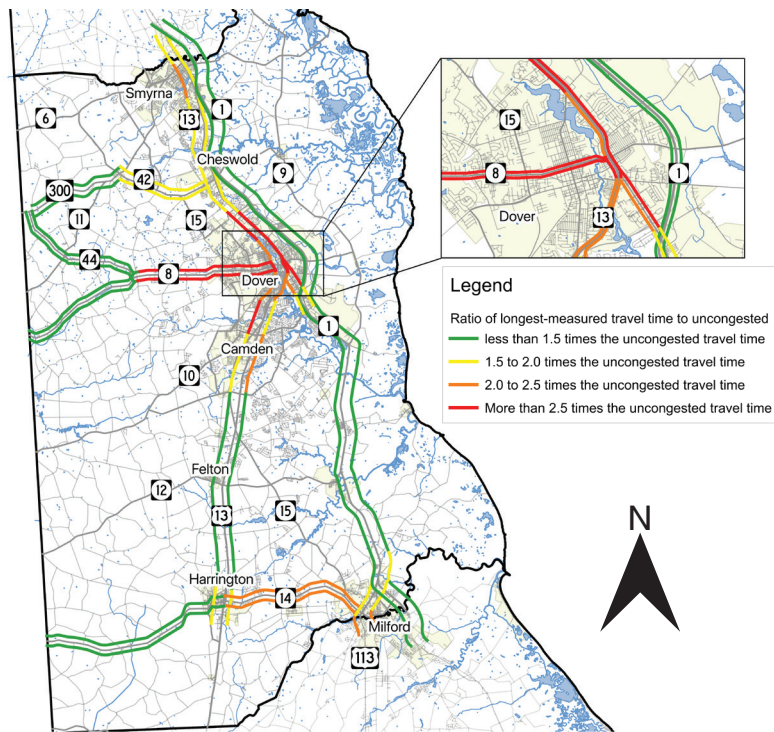 Smyrna
6
13
1
Cheswold
42
9
300
11
15
44
8
Dover
1
Camden
10
Felton
12
15
13
Harrington
14
Milford
113
15
8
1
Dover
13
Legend
Ratio of longest-measured travel time to uncongested
less than 1.5 times the uncongested travel time
1.5 to 2.0 times the uncongested travel time
2.0 to 2.5 times the uncongested travel time
More than 2.5 times the uncongested travel time
N